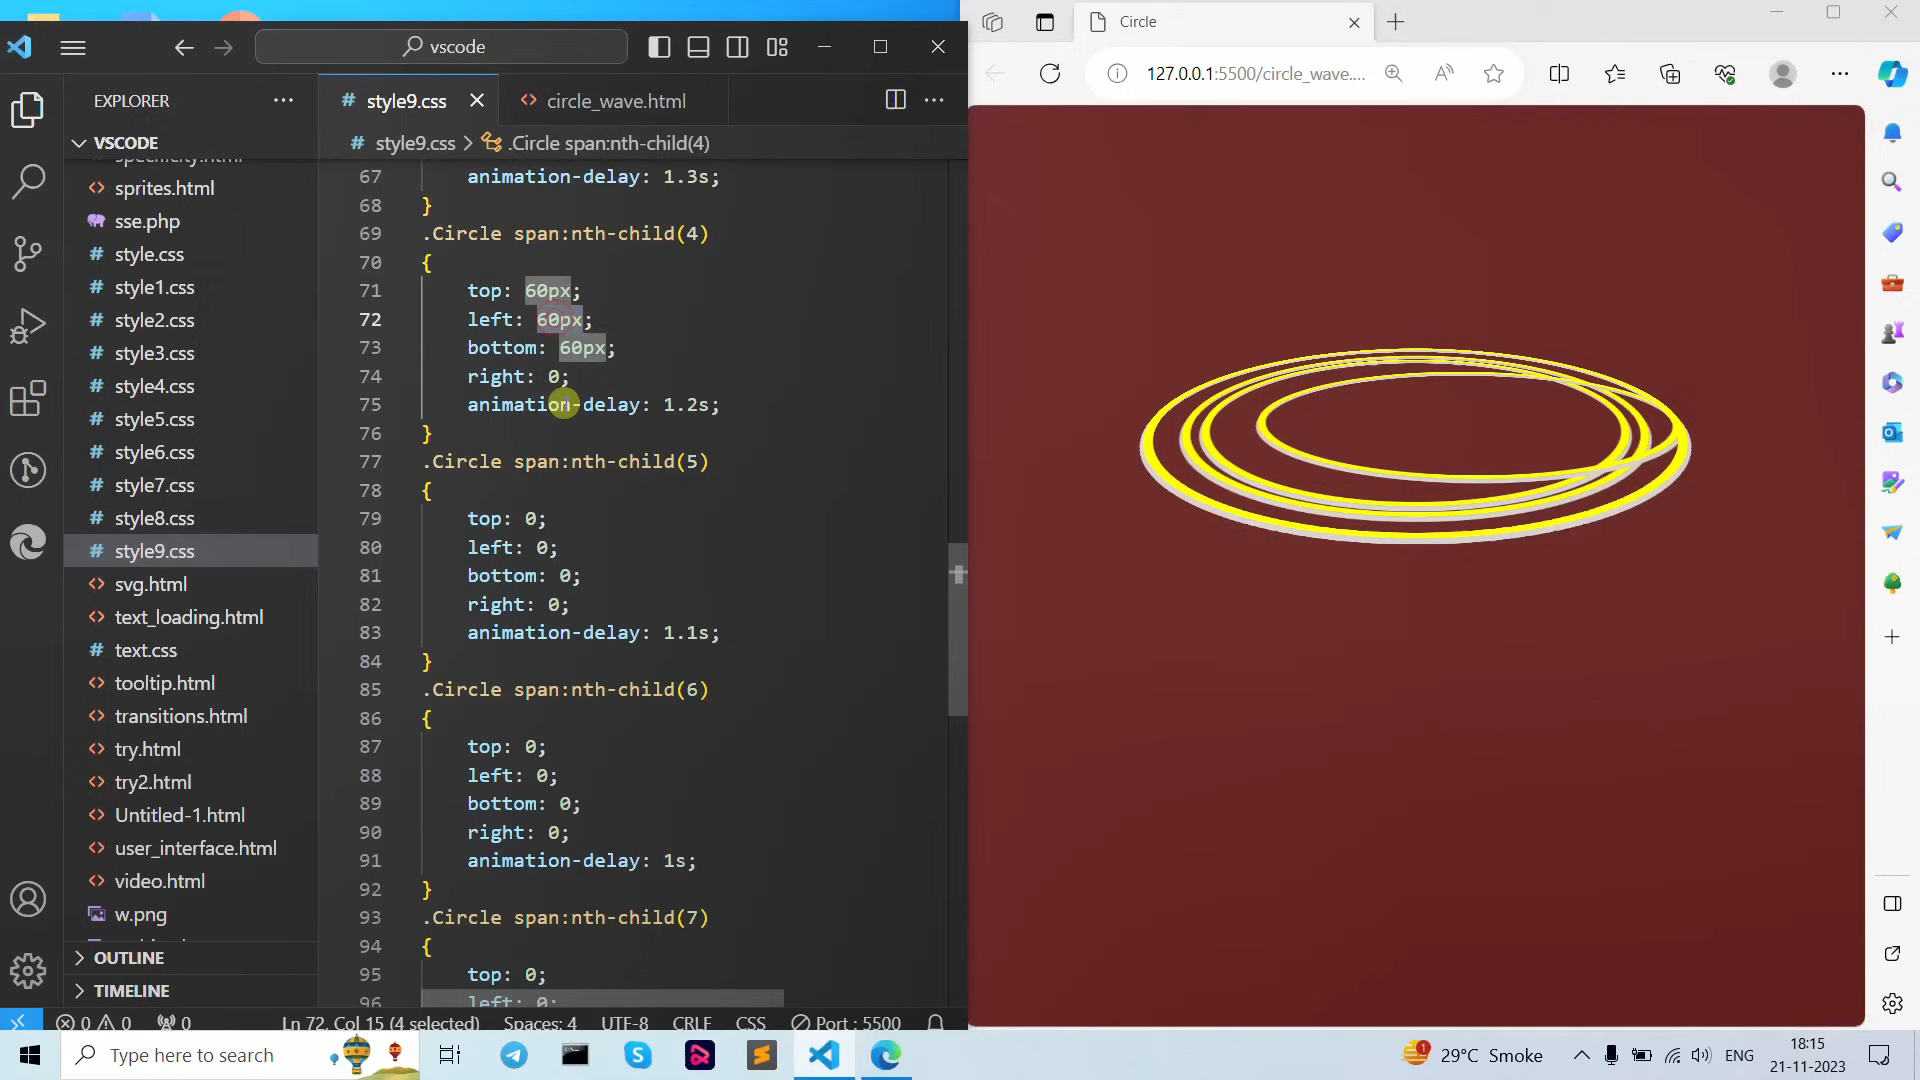 vscode
EXPLORER
VSCODE
specificity.html
sprites.html
sse.php
style.css
style1.css
style2.css
style3.css
style4.css
style5.css
style6.css
style7.css
style8.css
style9.css
svg.html
text_loading.html
text.css
tooltip.html
transitions.html
try.html
try2.html
Untitled-1.html
user_interface.html
video.html
w.png
OUTLINE
TIMELINE
# style9.css
<> circle_wave.html
# style9.css > .Circle span:nth-child(4)
67 animation-delay: 1.3s;
68 }
69 .Circle span:nth-child(4)
70 {
71 top: 60px;
72 left: 60px;
73 bottom: 60px;
74 right: 0;
75 animation-delay: 1.2s;
76 }
77 .Circle span:nth-child(5)
78 {
79 top: 0;
80 left: 0;
81 bottom: 0;
82 right: 0;
83 animation-delay: 1.1s;
84 }
85 .Circle span:nth-child(6)
86 {
87 top: 0;
88 left: 0;
89 bottom: 0;
90 right: 0;
91 animation-delay: 1s;
92 }
93 .Circle span:nth-child(7)
94 {
95 top: 0;
96 left: 0;
0 0 0 Ln 72, Col 15 (4 selected) Spaces: 4 UTF-8 CRLF CSS Port : 5500
Circle
127.0.0.1:5500/circle_wave....
Type here to search
1
29°C Smoke
ENG
18:15
21-11-2023